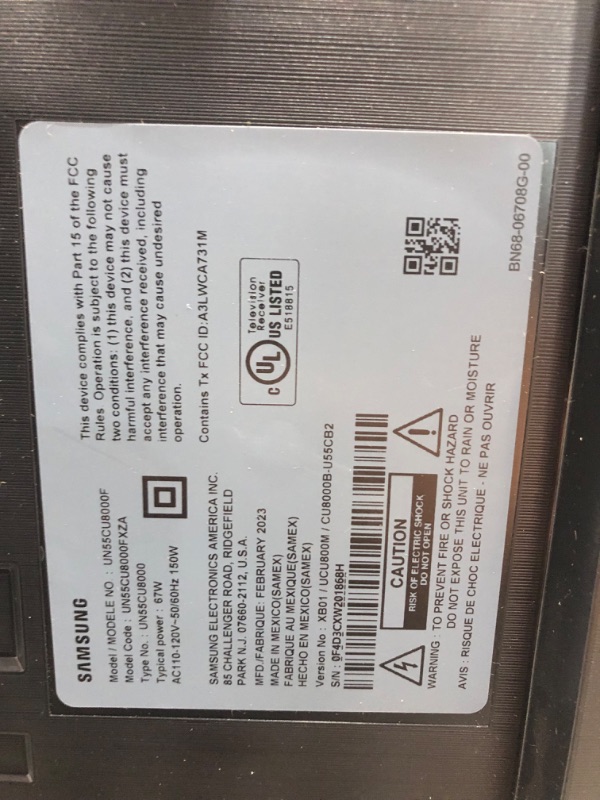 SAMSUNG
Model / MODELE NO. : UN55CU8000F
Model Code : UN55CU8000FXZA
Type No. : UN55CU8000
Typical power : 67W
AC110-120V~50/60Hz 150W
SAMSUNG ELECTRONICS AMERICA INC.
85 CHALLENGER ROAD, RIDGEFIELD
PARK N.J, 07660-2112, U.S.A.
MFD./FABRIQUE: FEBRUARY 2023
MADE IN MEXICO(SAMEX)
FABRIQUE AU MEXIQUE(SAMEX)
HECHO EN MEXICO(SAMEX)
Version No : XB01 / UCU800M / CU8000B-U55CB2
S/N : 0F4D3CXW201868H
CAUTION
RISK OF ELECTRIC SHOCK
DO NOT OPEN
WARNING : TO PREVENT FIRE OR SHOCK HAZARD
DO NOT EXPOSE THIS UNIT TO RAIN OR MOISTURE
AVIS : RISQUE DE CHOC ELECTRIQUE - NE PAS OUVRIR
This device complies with Part 15 of the FCC
Rules Operation is subject to the following
two conditions: (1) this device may not cause
harmful interference, and (2) this device must
accept any interference received, including
interference that may cause undesired
operation.
Contains Tx FCC ID:A3LWCA731M
C UL US LISTED
Television
Receiver
E518815
BN68-06708G-00